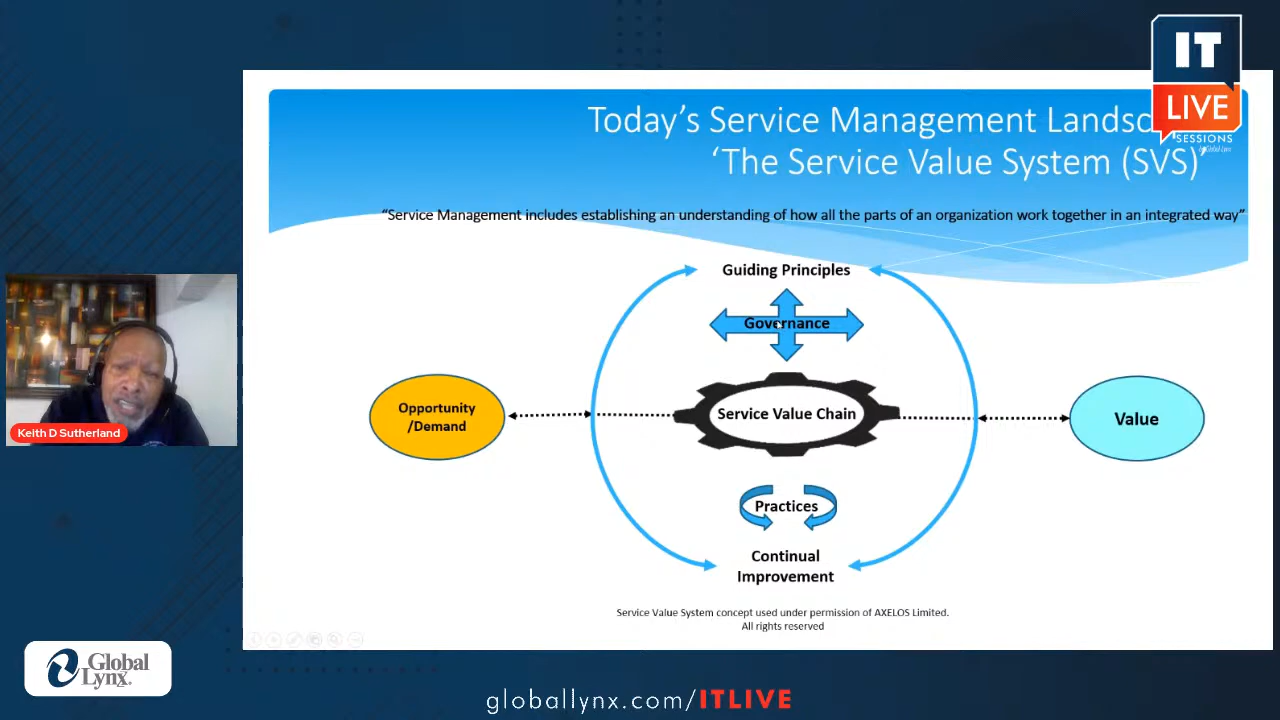 IT
LIVE
SESSIONS
by Global Lynx
Today's Service Management Landsc
‘The Service Value System (SVS)’
“Service Management includes establishing an understanding of how all the parts of an organization work together in an integrated way”
Guiding Principles
Governance
Opportunity
/Demand
Service Value Chain
Value
Practices
Continual
Improvement
Service Value System concept used under permission of AXELOS Limited.
All rights reserved
Keith D Sutherland
Global
Lynx.
globallynx.com/ITLIVE